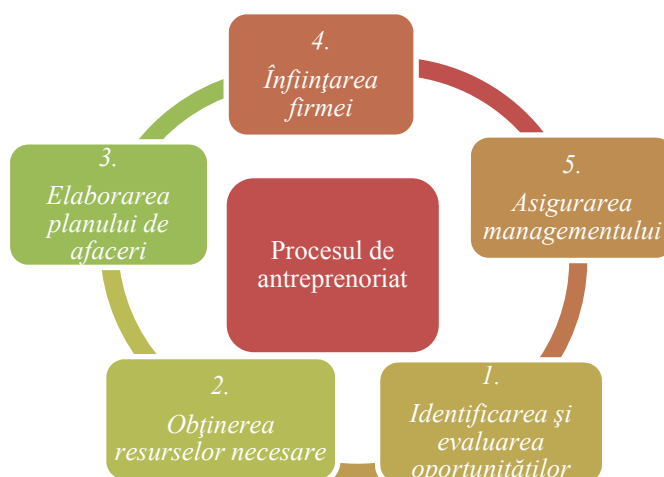 4.
Înfiinţarea
firmei
3.
Elaborarea
planului de
afaceri
5.
Asigurarea
managementului
Procesul de
antreprenoriat
2.
Obţinerea
resurselor necesare
1.
Identificarea şi
evaluarea
oportunităţilor